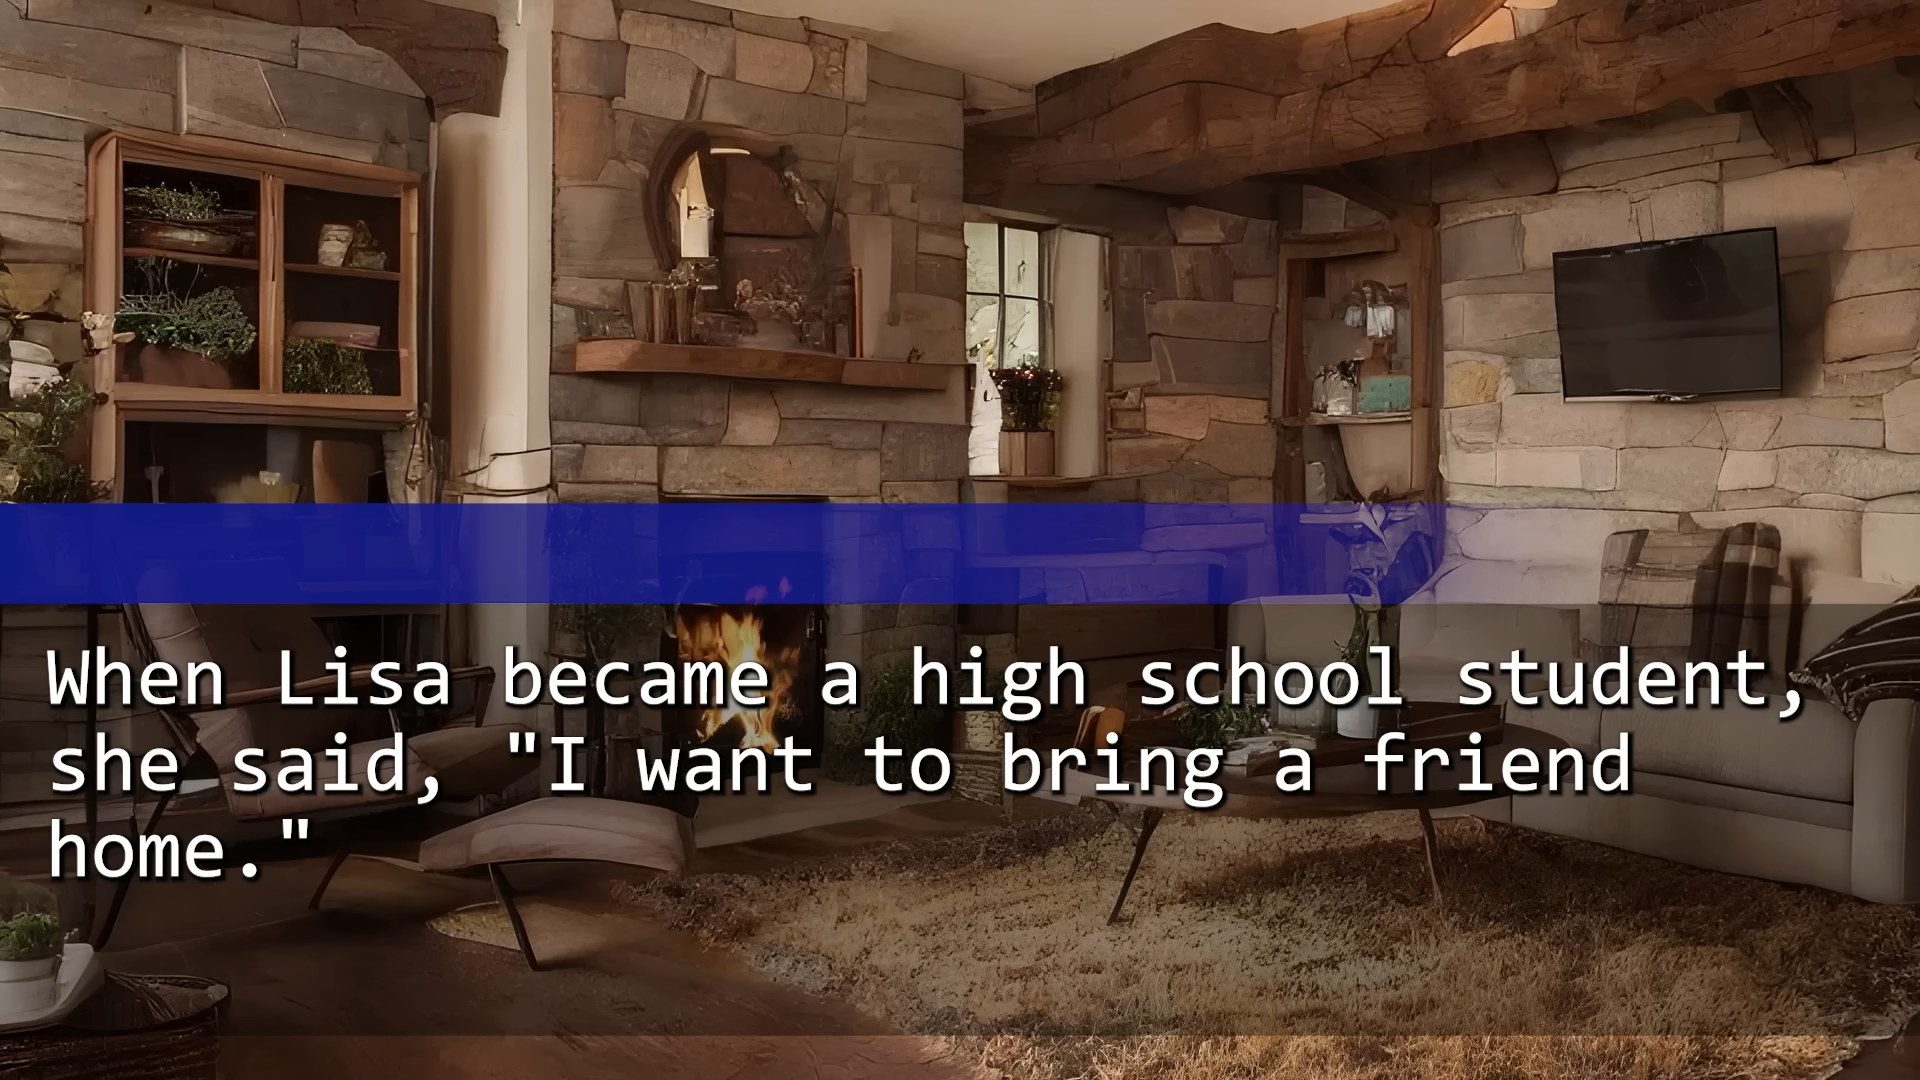 When Lisa became a high school student,
she said, "I want to bring a friend
home."